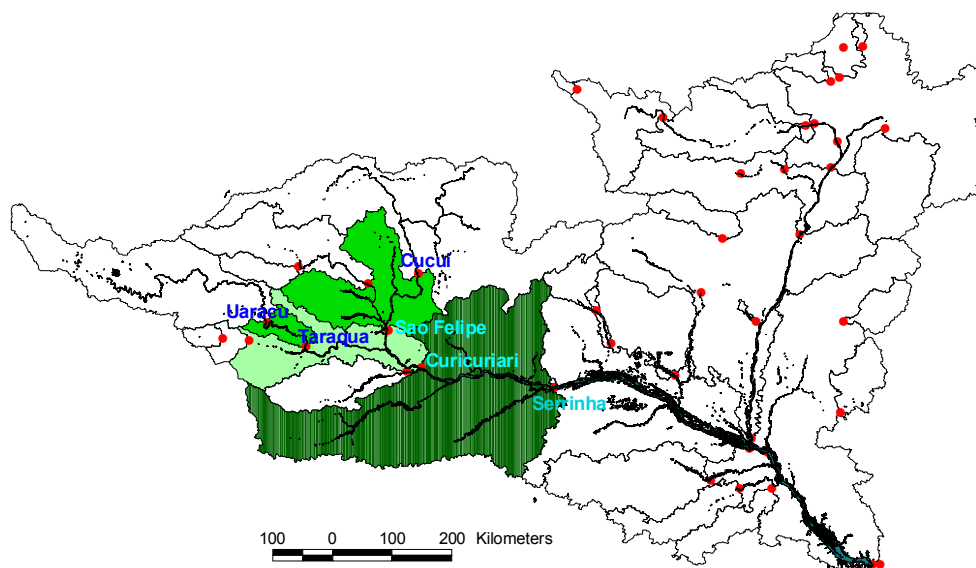 Cucui
Uaracu
Taraqua
Sao Felipe
Curicuriari
Serrinha
100 0 100 200 Kilometers